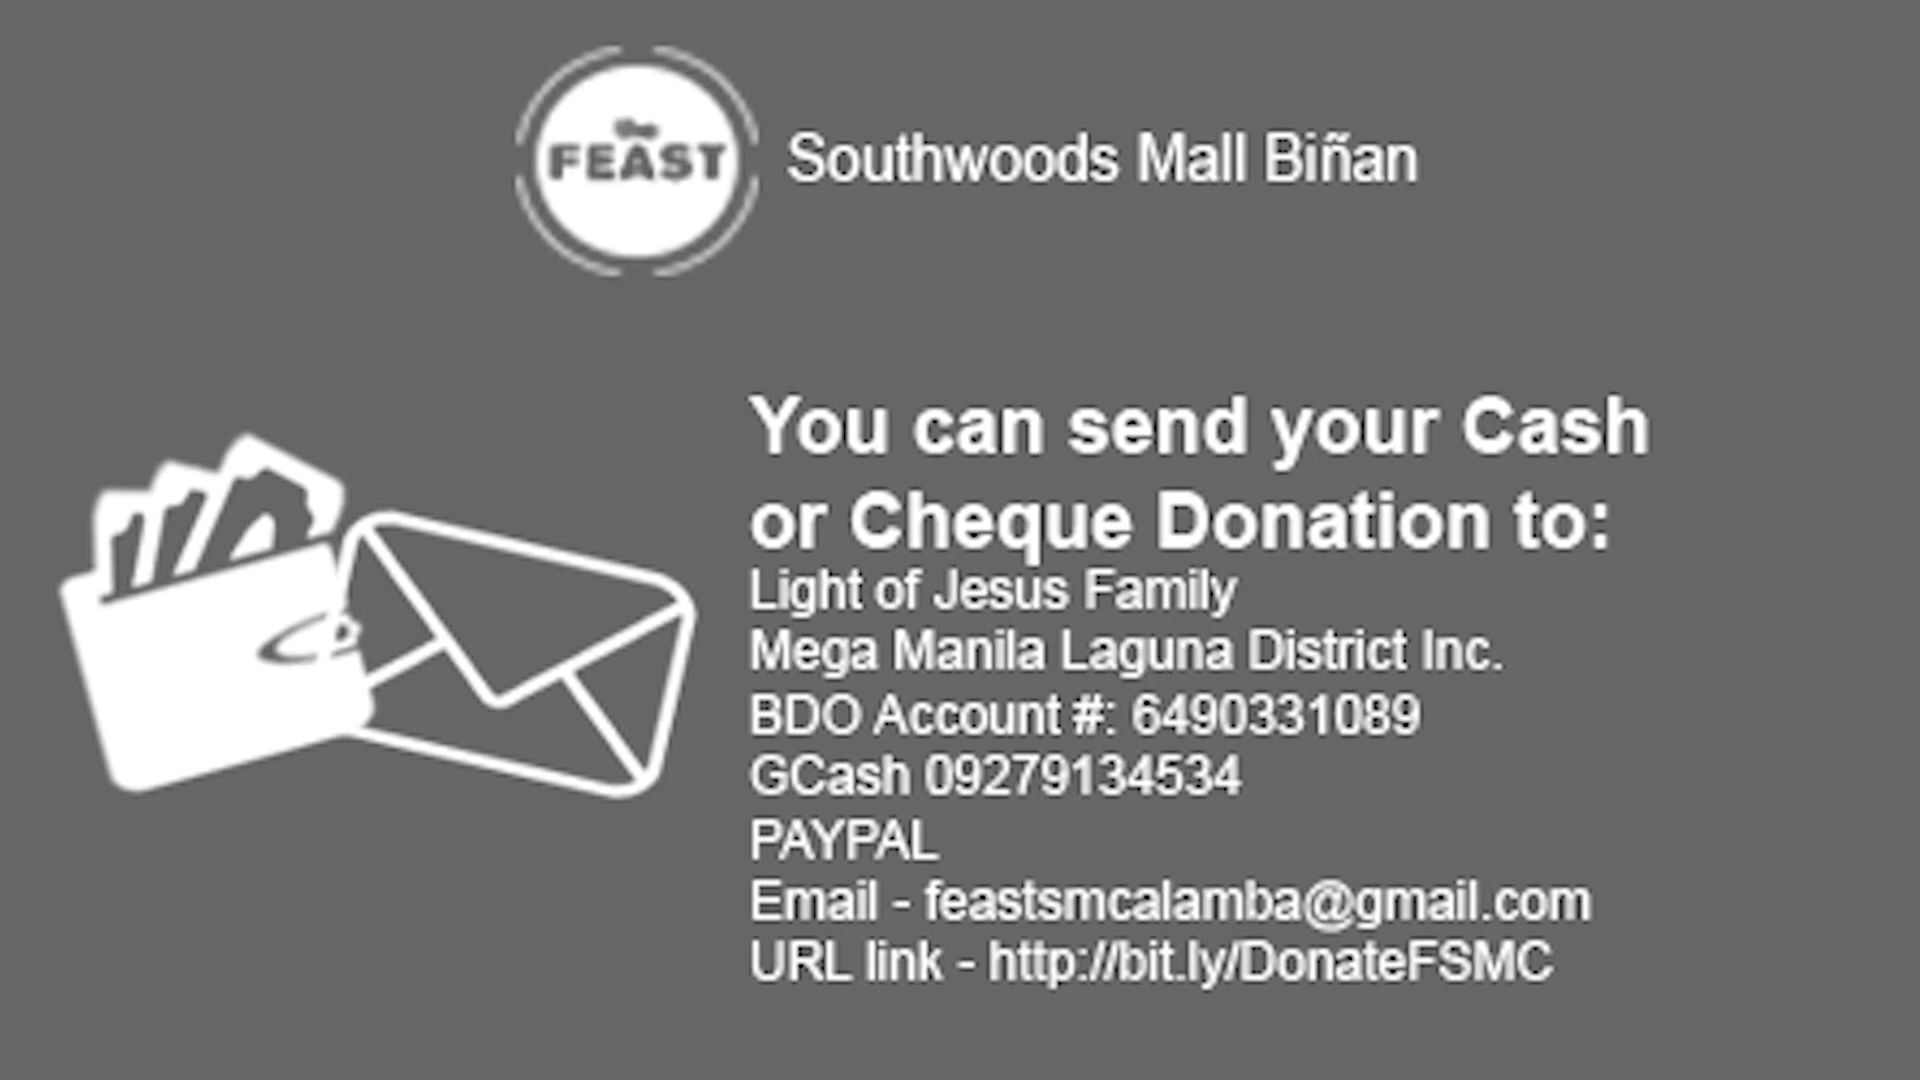 the
FEAST
Southwoods Mall Biñan
You can send your Cash
or Cheque Donation to:
Light of Jesus Family
Mega Manila Laguna District Inc.
BDO Account #: 6490331089
GCash 09279134534
PAYPAL
Email - feastsmcalamba@gmail.com
URL link - http://bit.ly/DonateFSMC